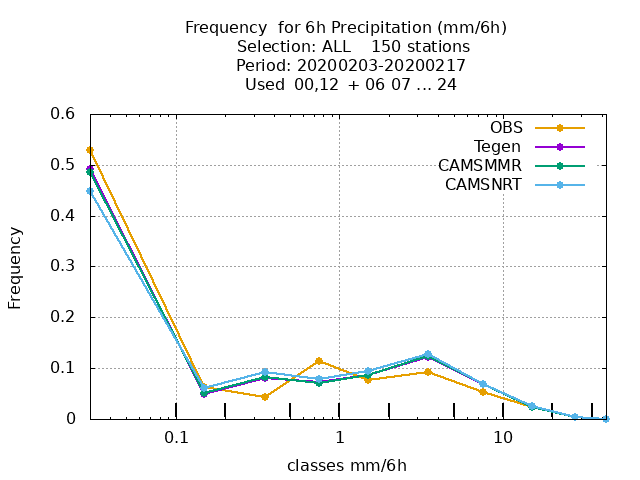 Frequency  for 6h Precipitation (mm/6h)
Selection: ALL    150 stations
Period: 20200203-20200217
Used  00,12  + 06 07 ... 24
0.6
OBS
Tegen
CAMSMMR
CAMSNRT
0.5
0.4
0.3
0.2
0.1
0
Frequency
0.1 1 10
classes mm/6h